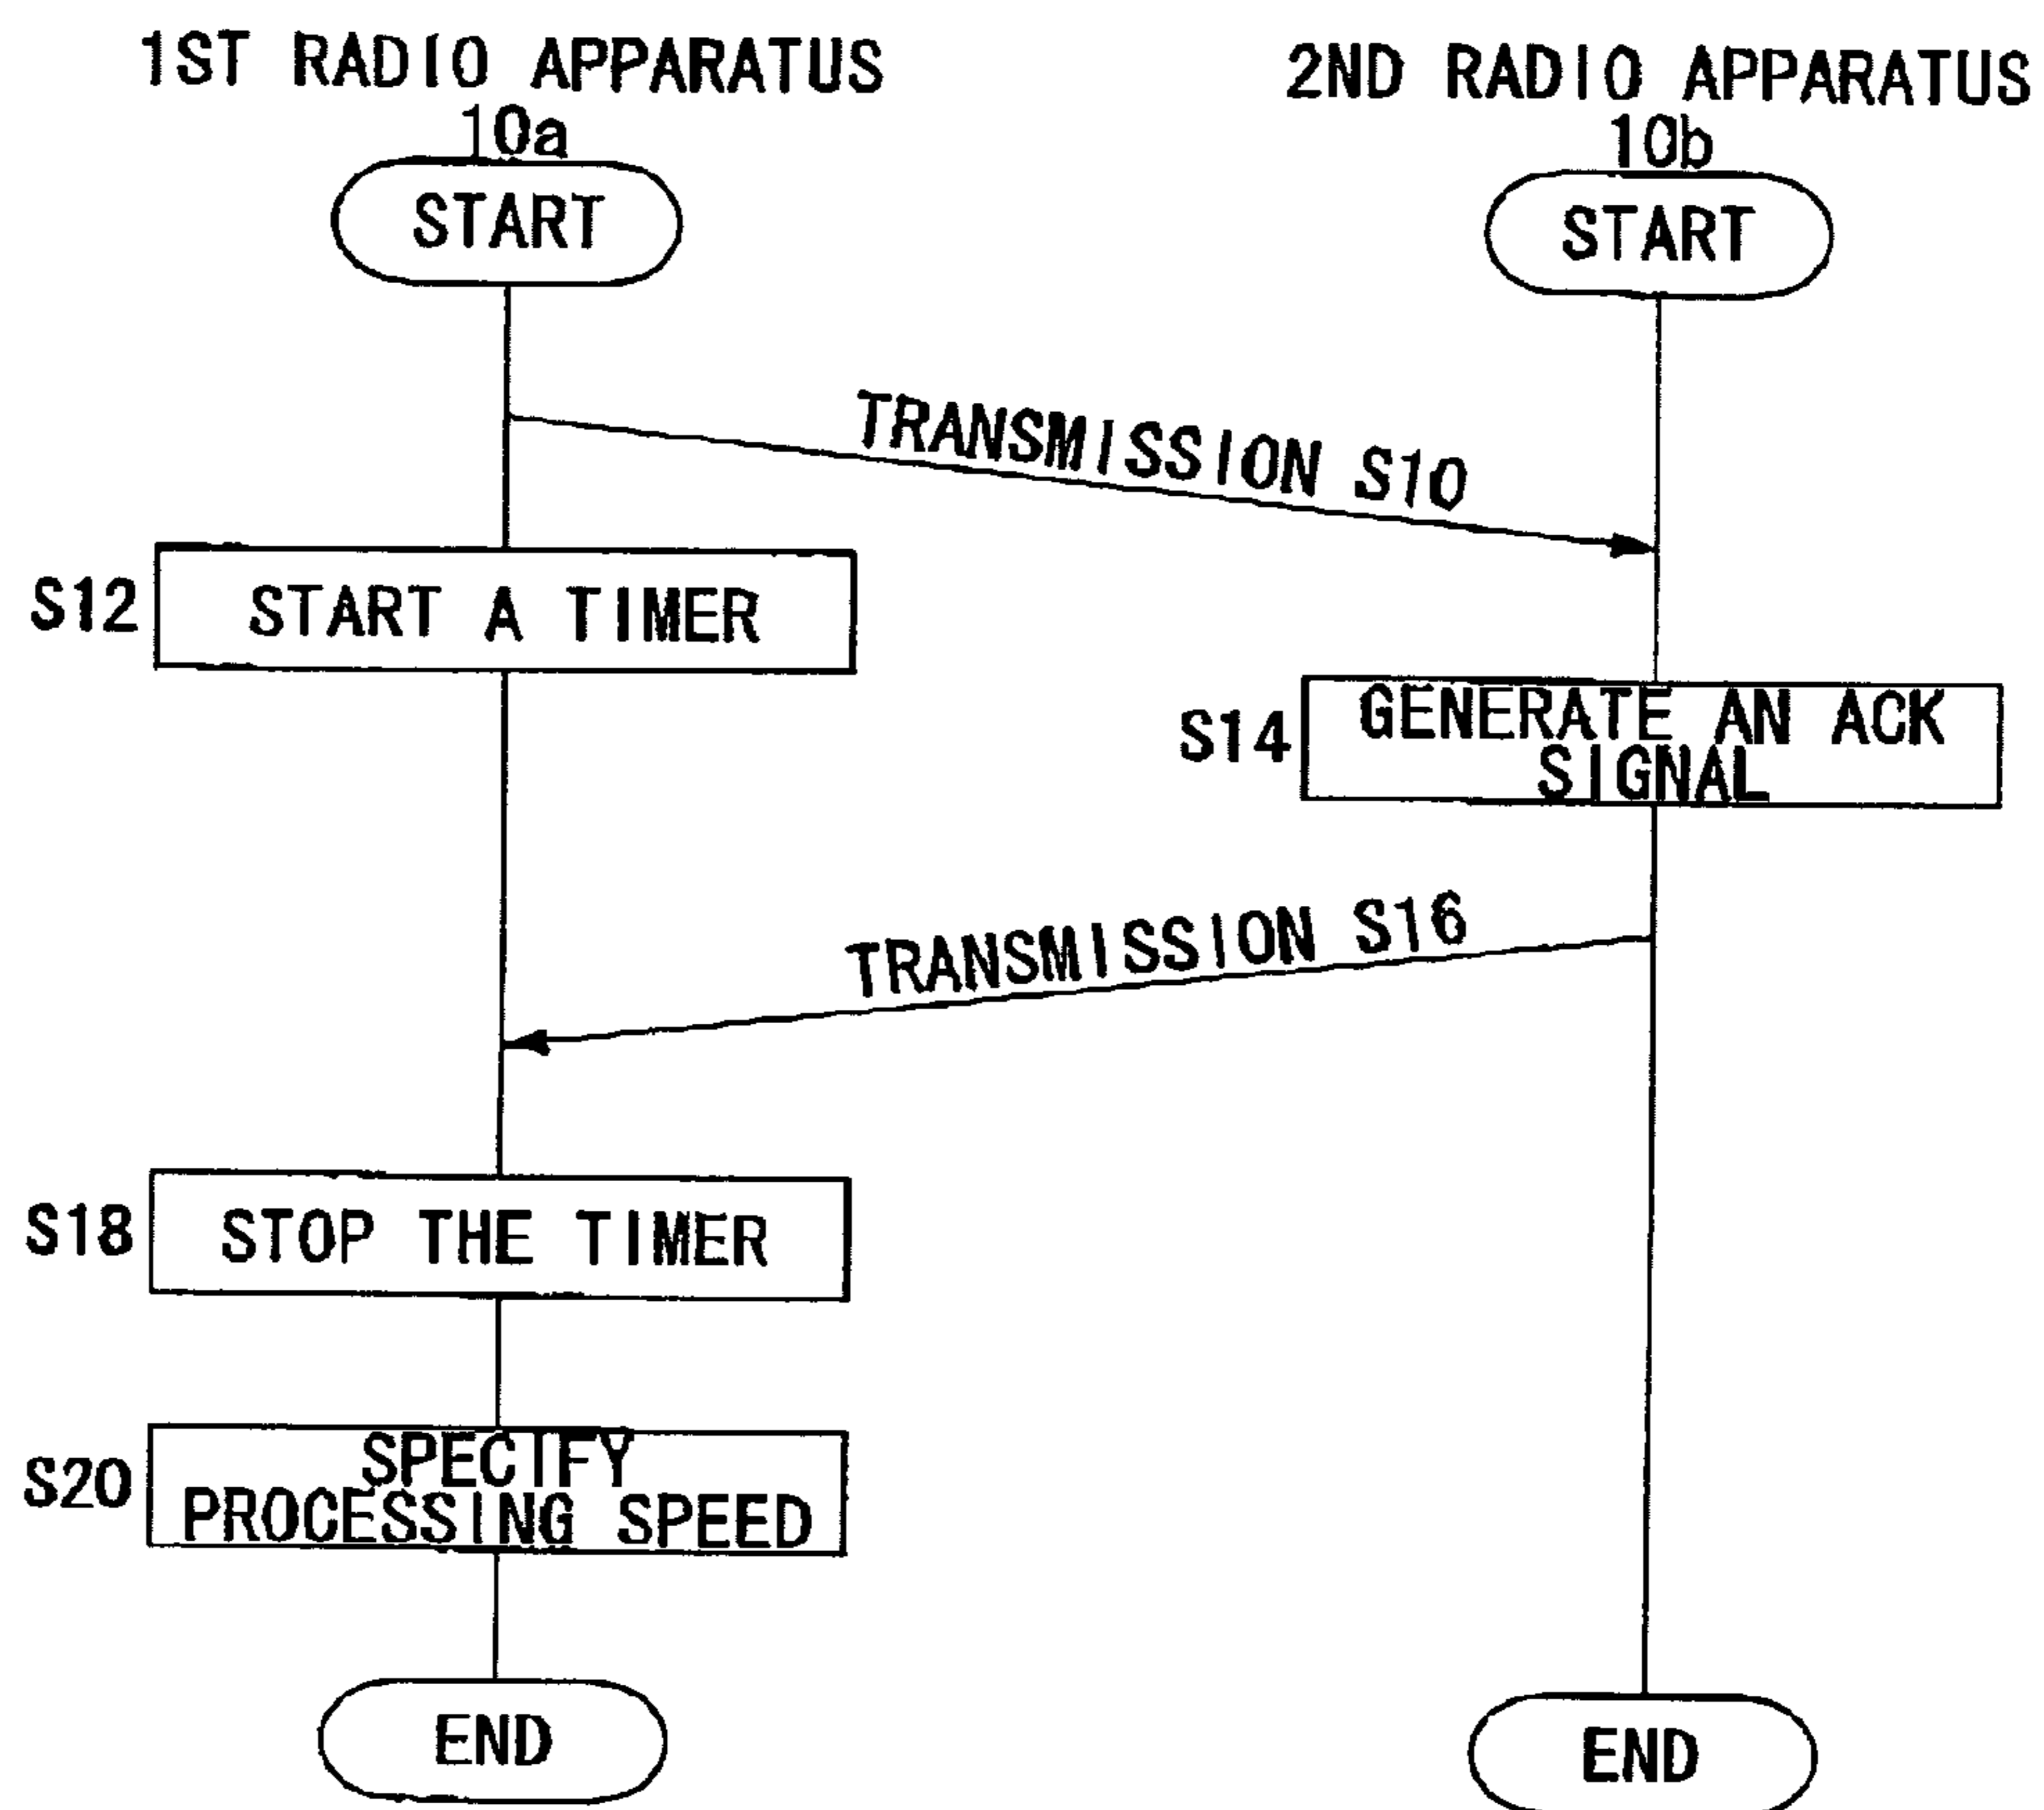 1ST RADIO APPARATUS
10a
2ND RADIO APPARATUS
10b
START
START
TRANSMISSION S10
S12
START A TIMER
S14
GENERATE AN ACK
SIGNAL
TRANSMISSION S16
S18
STOP THE TIMER
S20
SPECIFY
PROCESSING SPEED
END
END